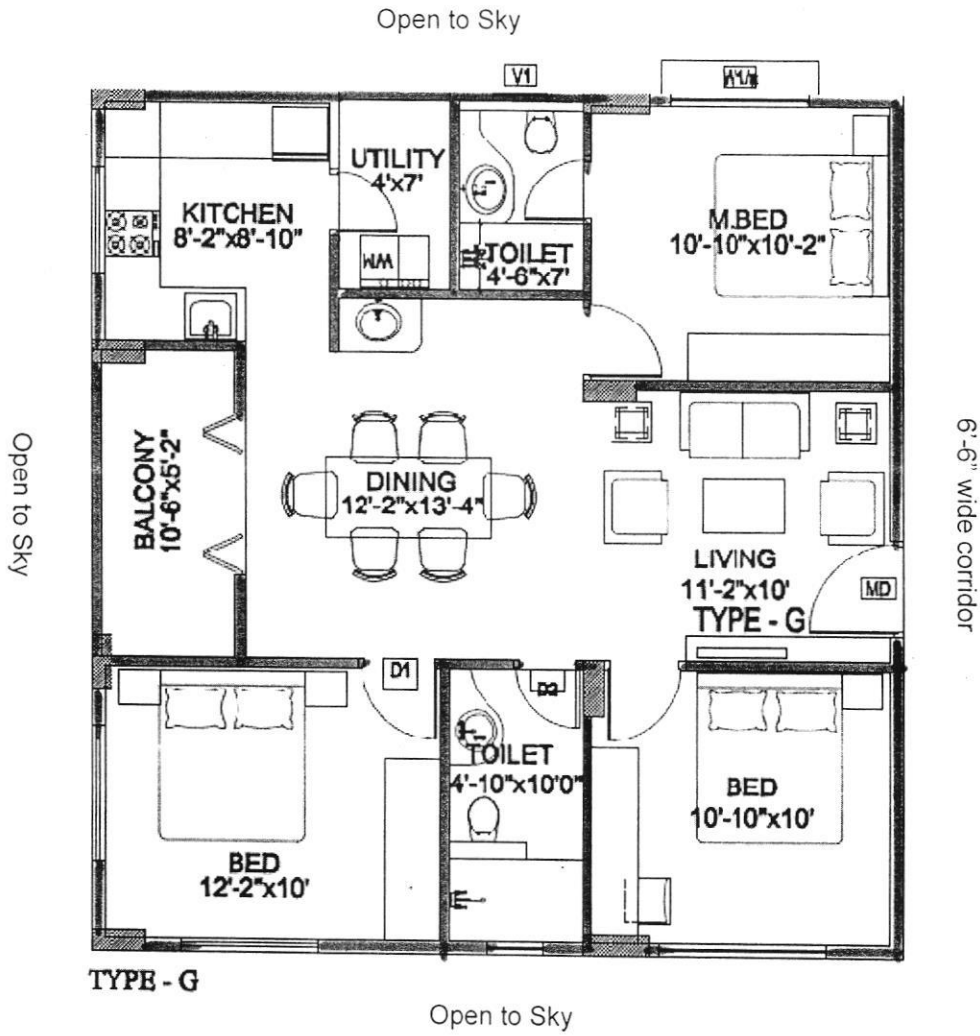 Open to Sky
V1
UTILITY
4'x7'
KITCHEN
8'-2"x8'-10"
M.BED
10'-10"x10'-2"
WM
TOILET
4'-6"x7'
Open to Sky
BALCONY
10'-6"x5'-2"
DINING
12'-2"x13'-4"
LIVING
11'-2"x10'
TYPE - G
MD
6'-6" wide corridor
D1
D2
TOILET
4'-10"x10'0"
BED
10'-10"x10'
BED
12'-2"x10'
TYPE - G
Open to Sky